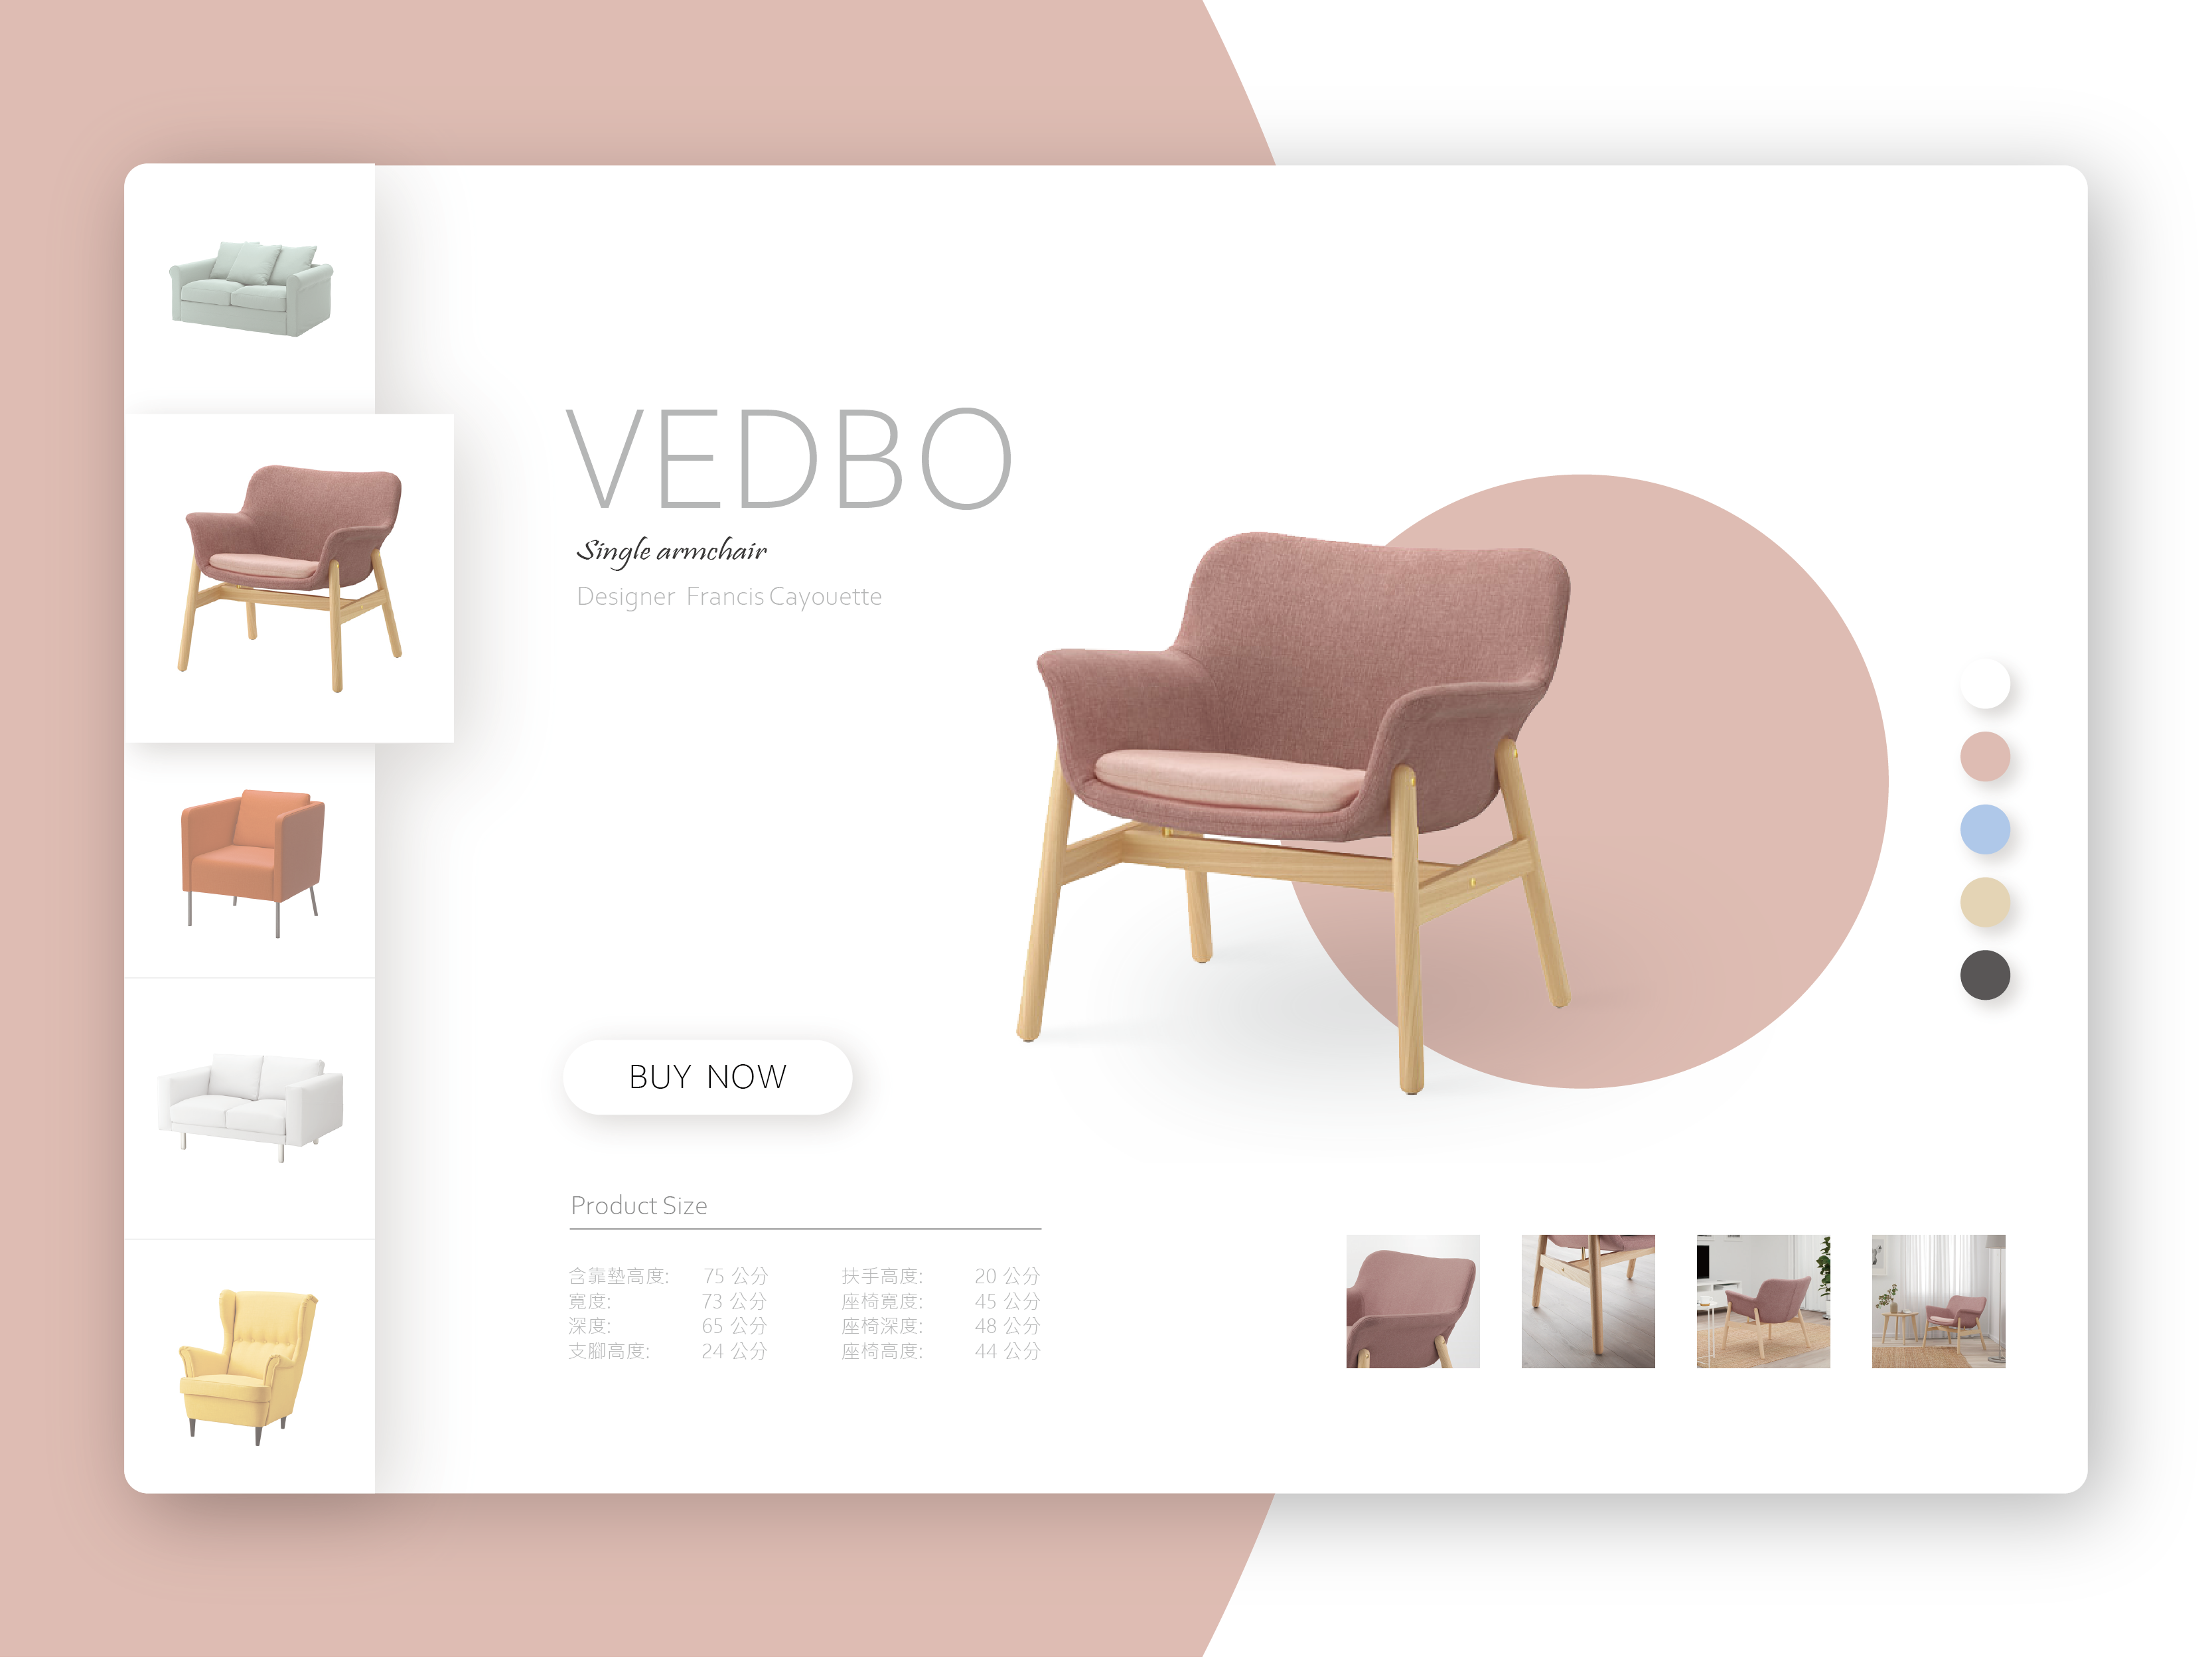 VEDBO
Single armchair
Designer Francis Cayouette
BUY NOW
Product Size
含靠墊高度: 75 公分 扶手高度: 20 公分
寬度: 73 公分 座椅寬度: 45 公分
深度: 65 公分 座椅深度: 48 公分
支腳高度: 24 公分 座椅高度: 44 公分